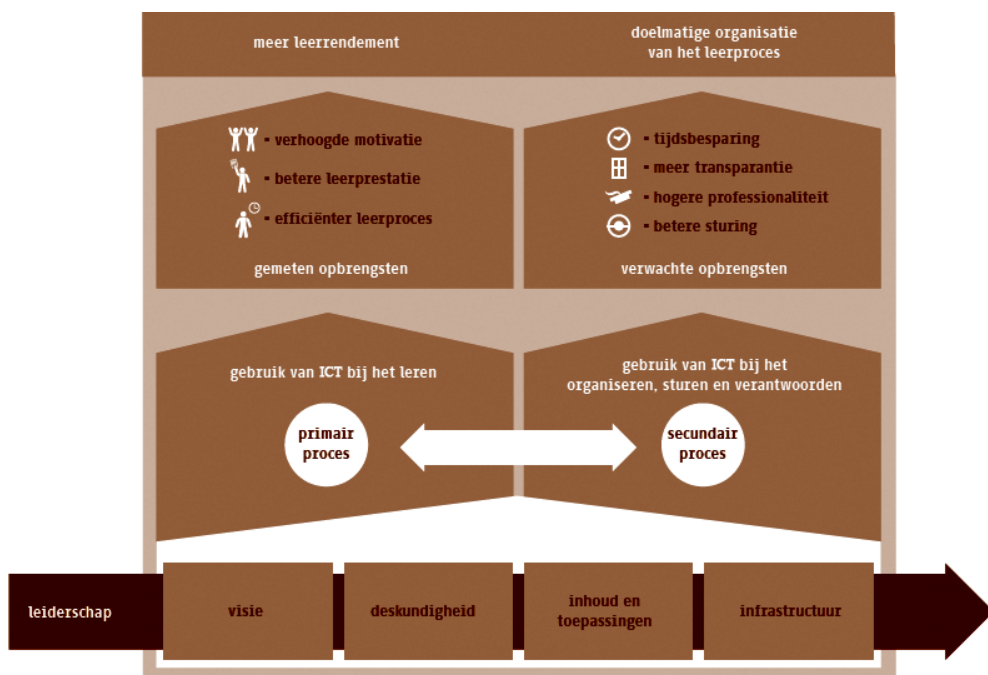 meer leerrendement
doelmatige organisatie
van het leerproces
- verhoogde motivatie
- betere leerprestatie
- efficiënter leerproces
gemeten opbrengsten
- tijdsbesparing
- meer transparantie
- hogere professionaliteit
- betere sturing
verwachte opbrengsten
gebruik van ICT bij het leren
primair
proces
gebruik van ICT bij het
organiseren, sturen en verantwoorden
secundair
proces
leiderschap
visie
deskundigheid
inhoud en
toepassingen
infrastructuur